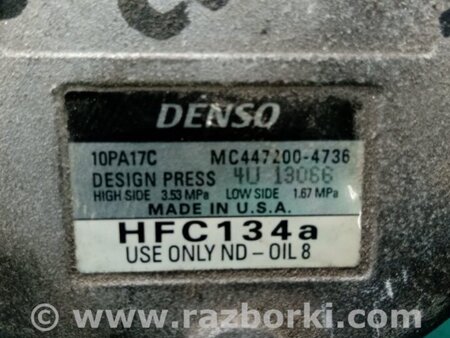 DENSO
10PA17C MC447200-4736
DESIGN PRESS 4U 13066
HIGH SIDE 3.53 MPa LOW SIDE 1.67 MPa
MADE IN U.S.A.
HFC134a
USE ONLY ND-OIL 8
© www.razborki.com